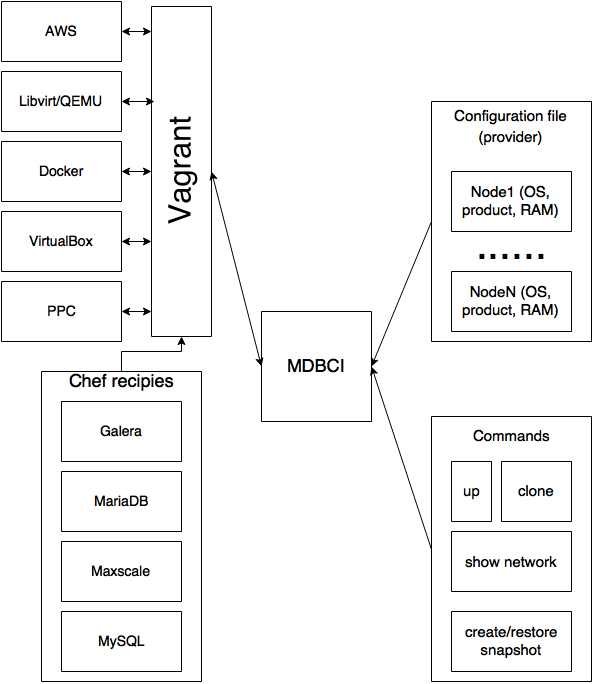 AWS
Libvirt/QEMU
Docker
VirtualBox
PPC
Vagrant
Chef recipies
Galera
MariaDB
Maxscale
MySQL
MDBCI
Configuration file
(provider)
Node1 (OS,
product, RAM)
......
NodeN (OS,
product, RAM)
Commands
up
clone
show network
create/restore
snapshot